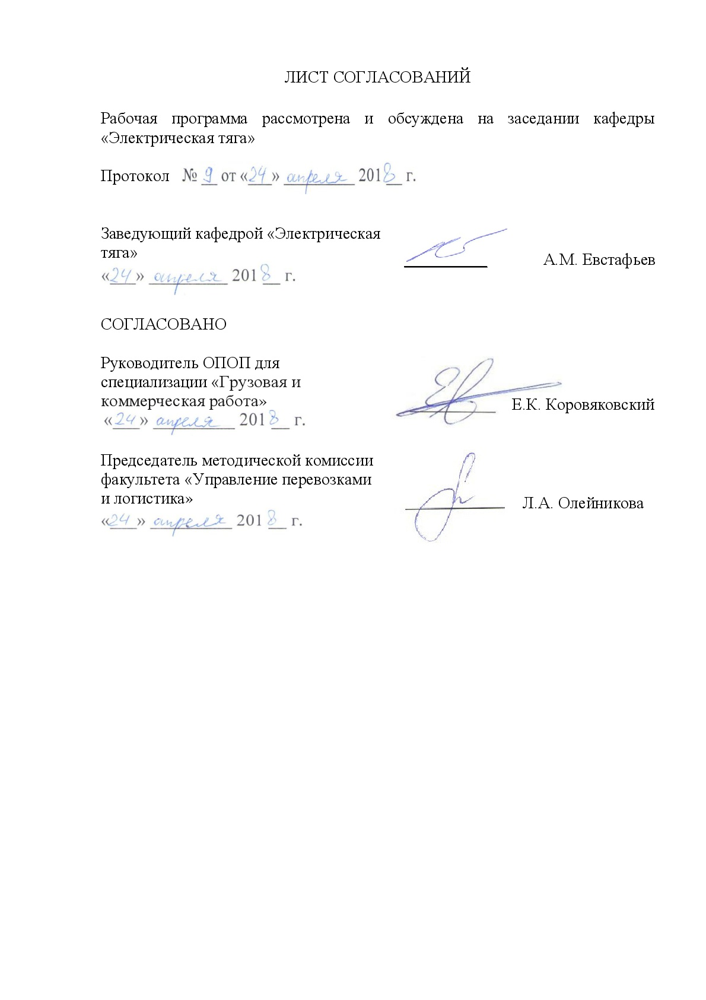 ЛИСТ СОГЛАСОВАНИЙ
Рабочая программа рассмотрена и обсуждена на заседании кафедры
«Электрическая тяга»
Протокол № 9 от «24» апреля 2018 г.
Заведующий кафедрой «Электрическая
тяга»
А.М. Евстафьев
«24» апреля 2018 г.
СОГЛАСОВАНО
Руководитель ОПОП для
специализации «Грузовая и
коммерческая работа»
Е.К. Коровяковский
«24» апреля 2018 г.
Председатель методической комиссии
факультета «Управление перевозками
и логистика»
Л.А. Олейникова
«24» апреля 2018 г.